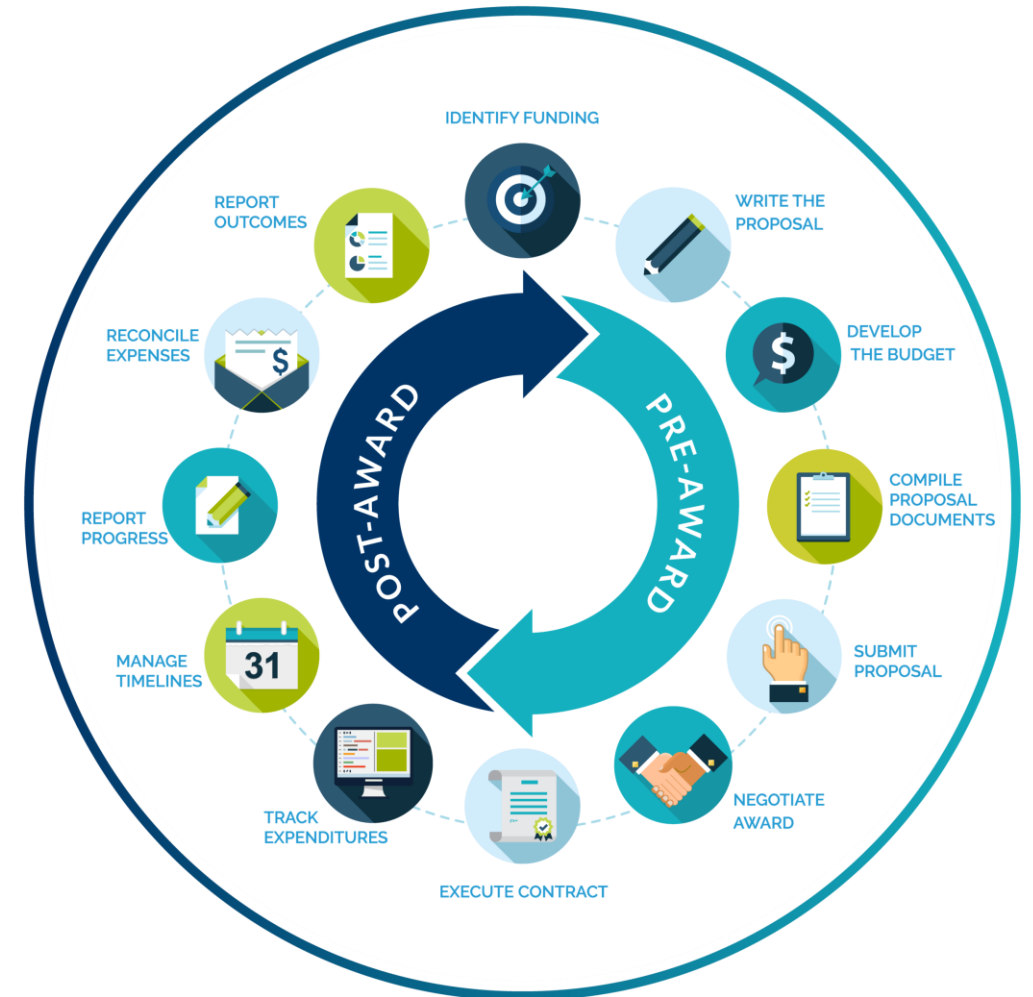 IDENTIFY FUNDING
WRITE THE
PROPOSAL
DEVELOP
THE BUDGET
$
COMPILE
PROPOSAL
DOCUMENTS
SUBMIT
PROPOSAL
NEGOTIATE
AWARD
EXECUTE CONTRACT
TRACK
EXPENDITURES
MANAGE
TIMELINES
31
REPORT
PROGRESS
RECONCILE
EXPENSES
$
REPORT
OUTCOMES
PRE-AWARD
POST-AWARD